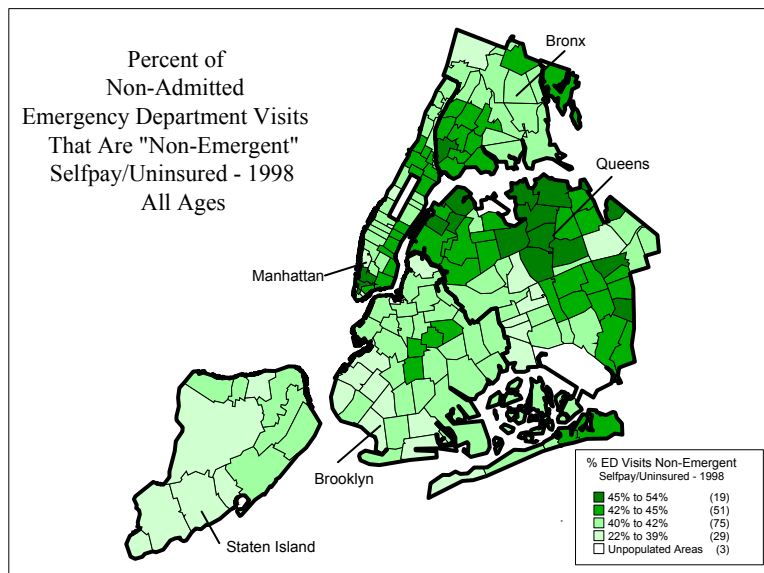 Percent of
Non-Admitted
Emergency Department Visits
That Are "Non-Emergent"
Selfpay/Uninsured - 1998
All Ages
Bronx
Queens
Manhattan
Brooklyn
Staten Island
% ED Visits Non-Emergent
Selfpay/Uninsured - 1998
45% to 54% (19)
42% to 45% (51)
40% to 42% (75)
22% to 39% (29)
Unpopulated Areas (3)